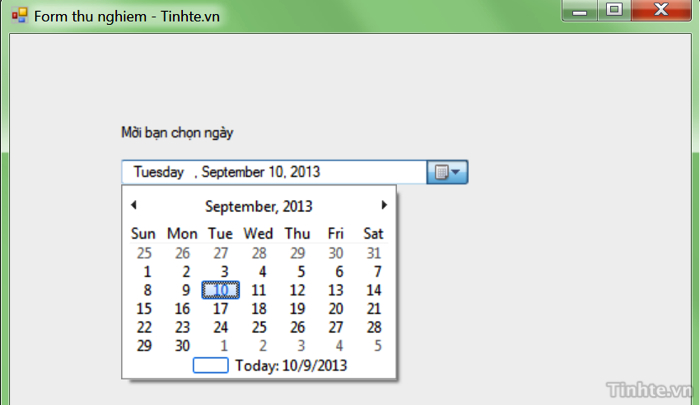 Form thu nghiem - Tinhte.vn
Mời bạn chọn ngày
Tuesday , September 10, 2013
September, 2013
Sun Mon Tue Wed Thu Fri Sat
25 26 27 28 29 30 31
1 2 3 4 5 6 7
8 9 10 11 12 13 14
15 16 17 18 19 20 21
22 23 24 25 26 27 28
29 30 1 2 3 4 5
Today: 10/9/2013
Tinhte.vn